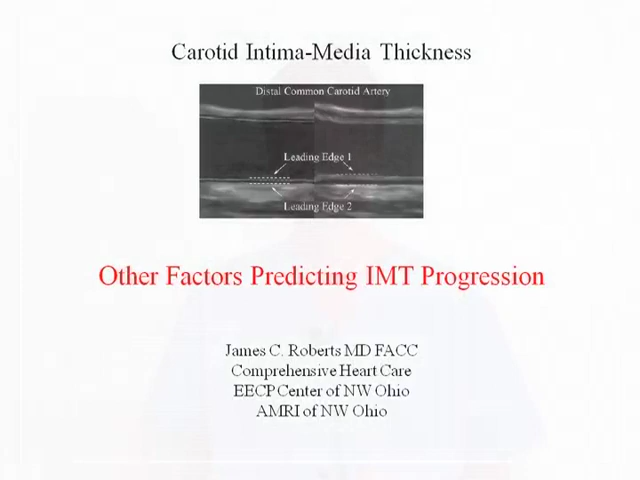 Carotid Intima-Media Thickness
Distal Common Carotid Artery
Leading Edge 1
Leading Edge 2
Other Factors Predicting IMT Progression
James C. Roberts MD FACC
Comprehensive Heart Care
EECP Center of NW Ohio
AMRI of NW Ohio